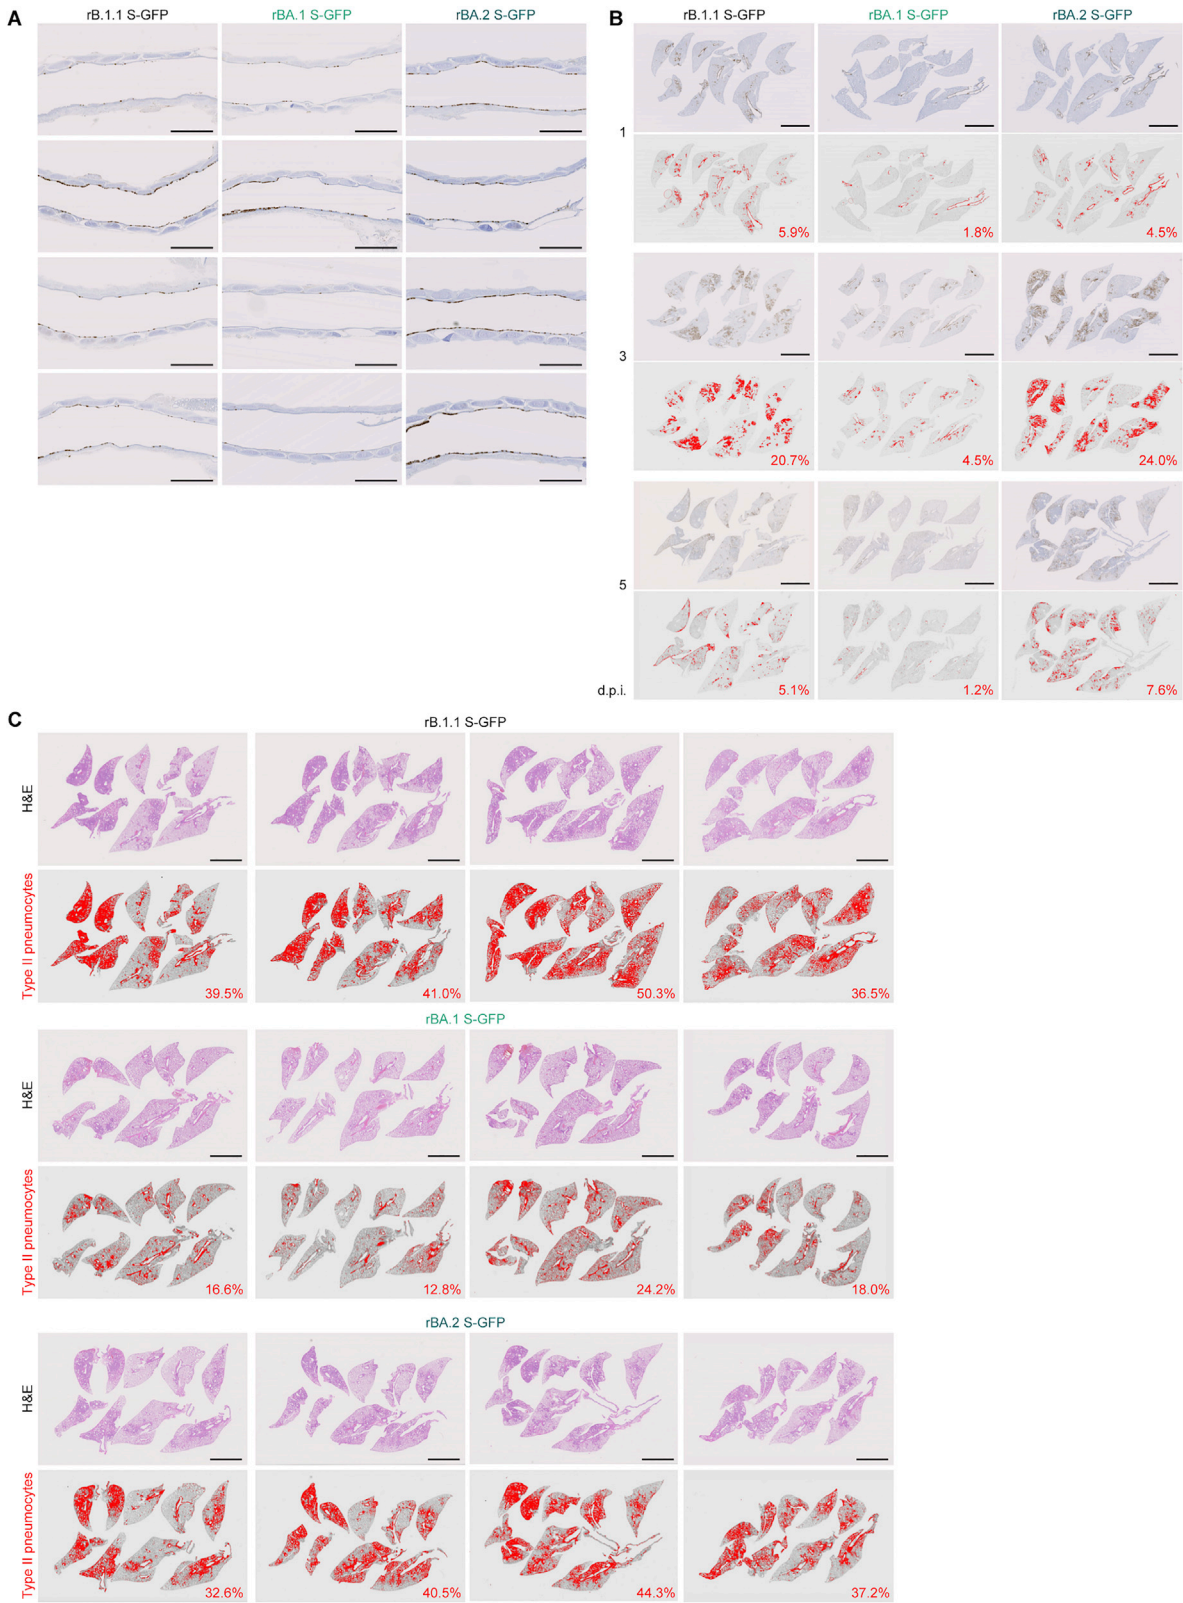 A
rB.1.1 S-GFP
rBA.1 S-GFP
rBA.2 S-GFP
B
rB.1.1 S-GFP
rBA.1 S-GFP
rBA.2 S-GFP
1
5.9%
1.8%
4.5%
3
20.7%
4.5%
24.0%
5
d.p.i.
5.1%
1.2%
7.6%
C
rB.1.1 S-GFP
H&E
Type II pneumocytes
39.5%
41.0%
50.3%
36.5%
rBA.1 S-GFP
H&E
Type II pneumocytes
16.6%
12.8%
24.2%
18.0%
rBA.2 S-GFP
H&E
Type II pneumocytes
32.6%
40.5%
44.3%
37.2%